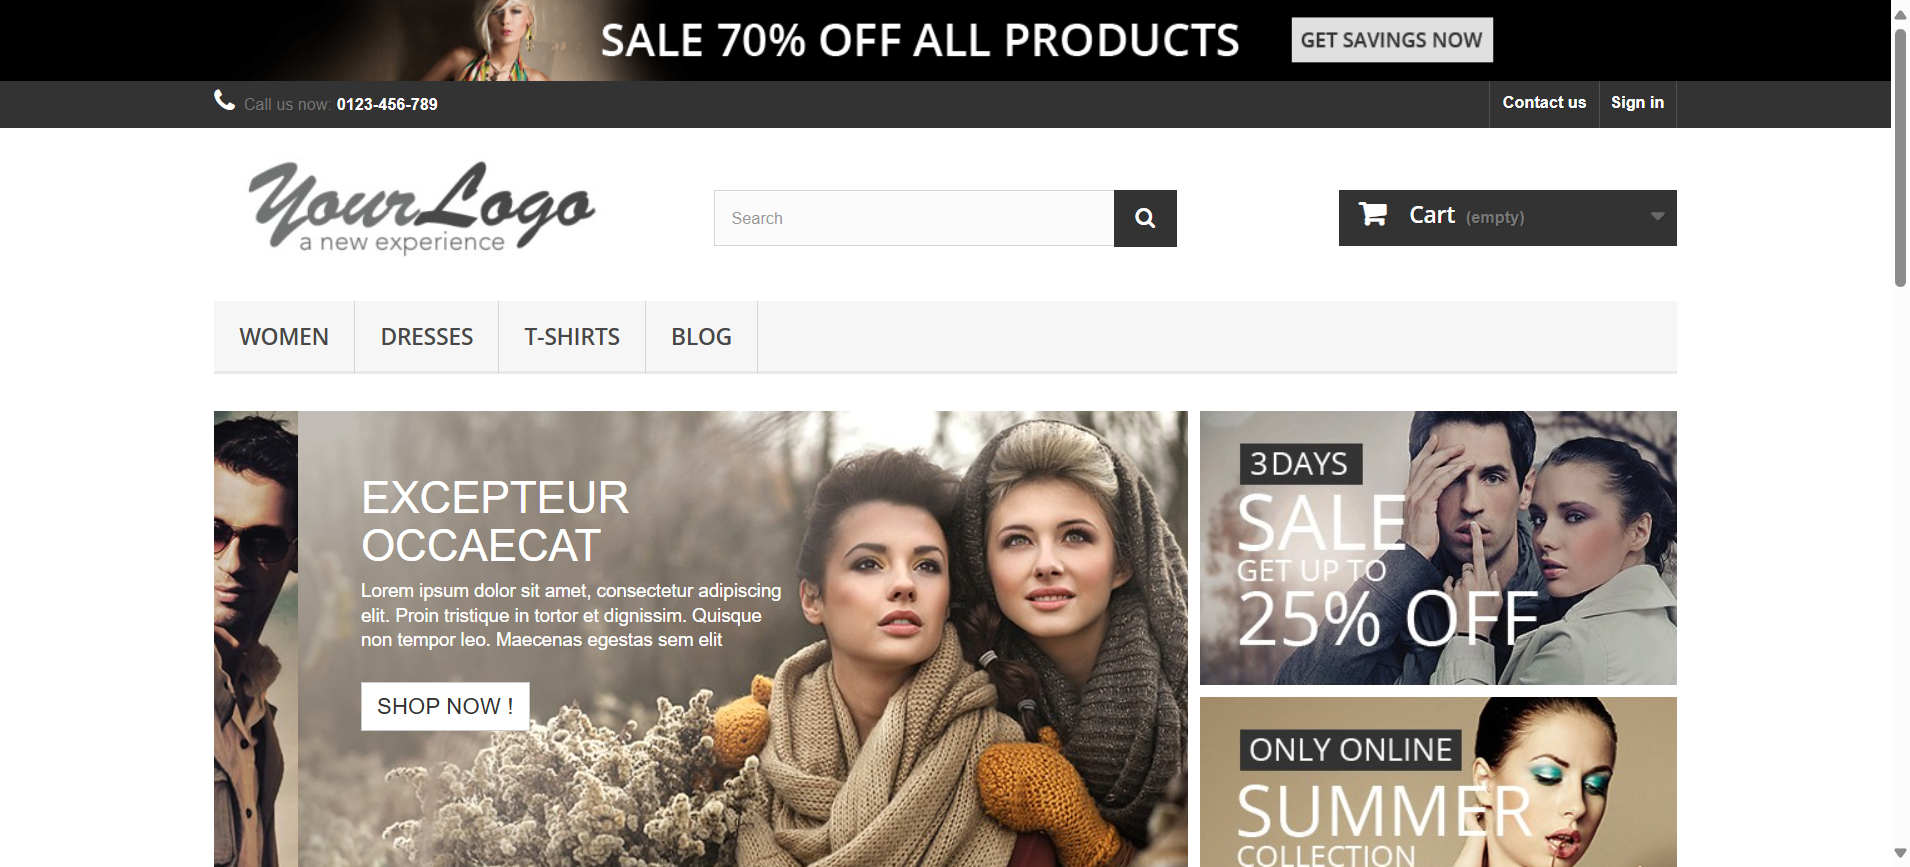 SALE 70% OFF ALL PRODUCTS
GET SAVINGS NOW
Call us now: 0123-456-789
Contact us
Sign in
YourLogo
a new experience
Search
Cart (empty)
WOMEN
DRESSES
T-SHIRTS
BLOG
EXCEPTEUR
OCCAECAT
Lorem ipsum dolor sit amet, consectetur adipiscing
elit. Proin tristique in tortor et dignissim. Quisque
non tempor leo. Maecenas egestas sem elit
SHOP NOW !
3 DAYS
SALE
GET UP TO
25% OFF
ONLY ONLINE
SUMMER
COLLECTION